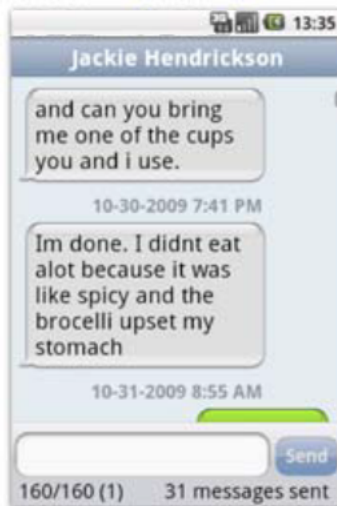 13:35
Jackie Hendrickson
and can you bring
me one of the cups
you and i use.
10-30-2009 7:41 PM
Im done. I didnt eat
alot because it was
like spicy and the
brocelli upset my
stomach
10-31-2009 8:55 AM
Send
160/160 (1) 31 messages sent